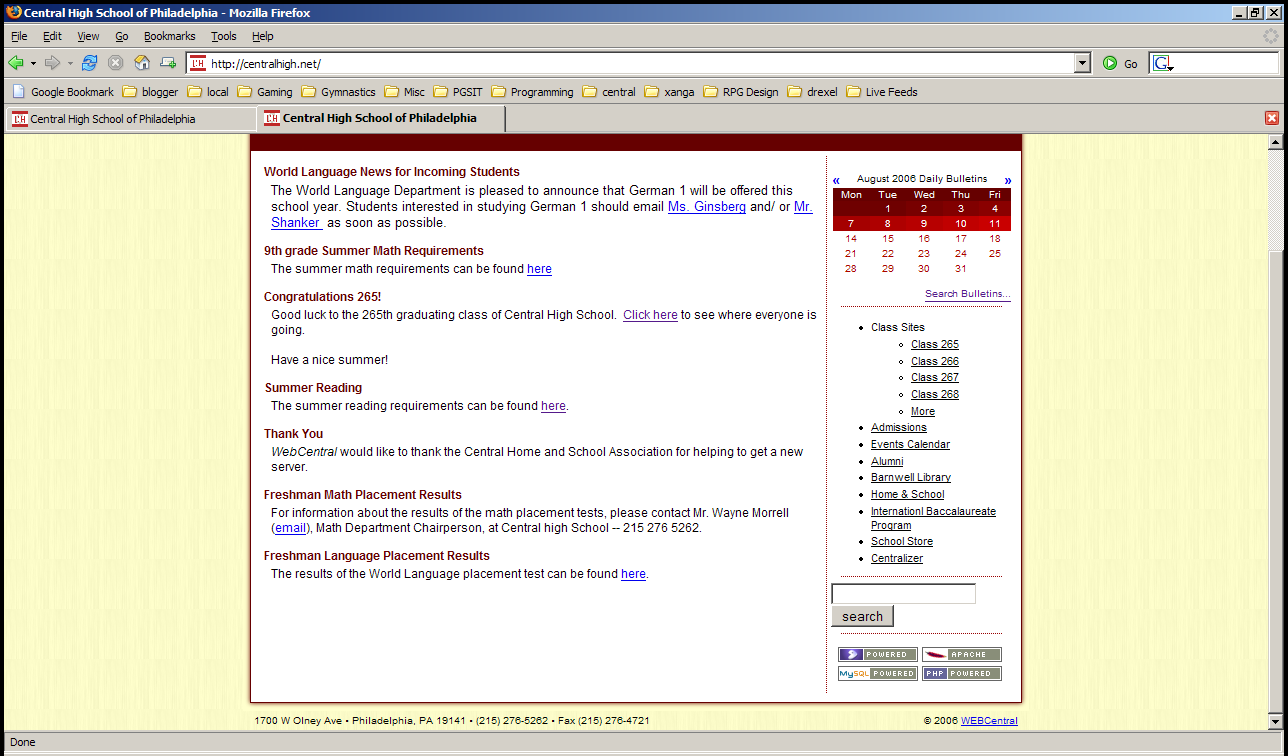 Central High School of Philadelphia - Mozilla Firefox
File Edit View Go Bookmarks Tools Help
http://centralhigh.net/ Go
Google Bookmark blogger local Gaming Gymnastics Misc PGSIT Programming central xanga RPG Design drexel Live Feeds
Central High School of Philadelphia Central High School of Philadelphia
World Language News for Incoming Students
The World Language Department is pleased to announce that German 1 will be offered this
school year. Students interested in studying German 1 should email Ms. Ginsberg and/ or Mr.
Shanker as soon as possible.
9th grade Summer Math Requirements
The summer math requirements can be found here
Congratulations 265!
Good luck to the 265th graduating class of Central High School. Click here to see where everyone is
going.
Have a nice summer!
Summer Reading
The summer reading requirements can be found here.
Thank You
WebCentral would like to thank the Central Home and School Association for helping to get a new
server.
Freshman Math Placement Results
For information about the results of the math placement tests, please contact Mr. Wayne Morrell
(email), Math Department Chairperson, at Central high School -- 215 276 5262.
Freshman Language Placement Results
The results of the World Language placement test can be found here.
« August 2006 Daily Bulletins »
Mon Tue Wed Thu Fri
1 2 3 4
7 8 9 10 11
14 15 16 17 18
21 22 23 24 25
28 29 30 31
Search Bulletins...
• Class Sites
Class 265
Class 266
Class 267
Class 268
More
• Admissions
• Events Calendar
• Alumni
• Barnwell Library
• Home & School
• Internationl Baccalaureate
Program
• School Store
• Centralizer
search
POWERED APACHE
MySQL POWERED PHP POWERED
1700 W Olney Ave • Philadelphia, PA 19141 • (215) 276-5262 • Fax (215) 276-4721 © 2006 WEBCentral
Done